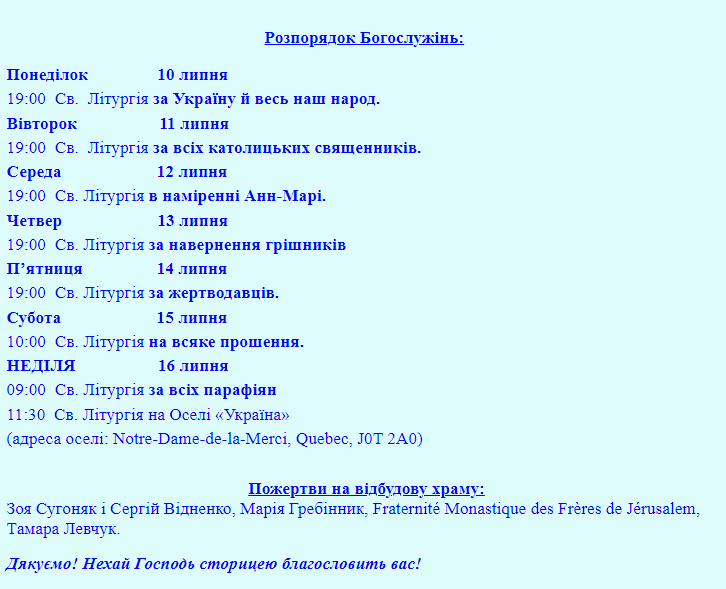 Розпорядок Богослужінь:
Понеділок 10 липня
19:00 Св. Літургія за Україну й весь наш народ.
Вівторок 11 липня
19:00 Св. Літургія за всіх католицьких священників.
Середа 12 липня
19:00 Св. Літургія в наміренні Анн-Марі.
Четвер 13 липня
19:00 Св. Літургія за навернення грішників
П’ятниця 14 липня
19:00 Св. Літургія за жертводавців.
Субота 15 липня
10:00 Св. Літургія на всяке прошення.
НЕДІЛЯ 16 липня
09:00 Св. Літургія за всіх парафіян
11:30 Св. Літургія на Оселі «Україна»
(адреса оселі: Notre-Dame-de-la-Merci, Quebec, J0T 2A0)
Пожертви на відбудову храму:
Зоя Сугоняк і Сергій Відненко, Марія Гребінник, Fraternité Monastique des Frères de Jérusalem,
Тамара Левчук.
Дякуємо! Нехай Господь сторицею благословить вас!